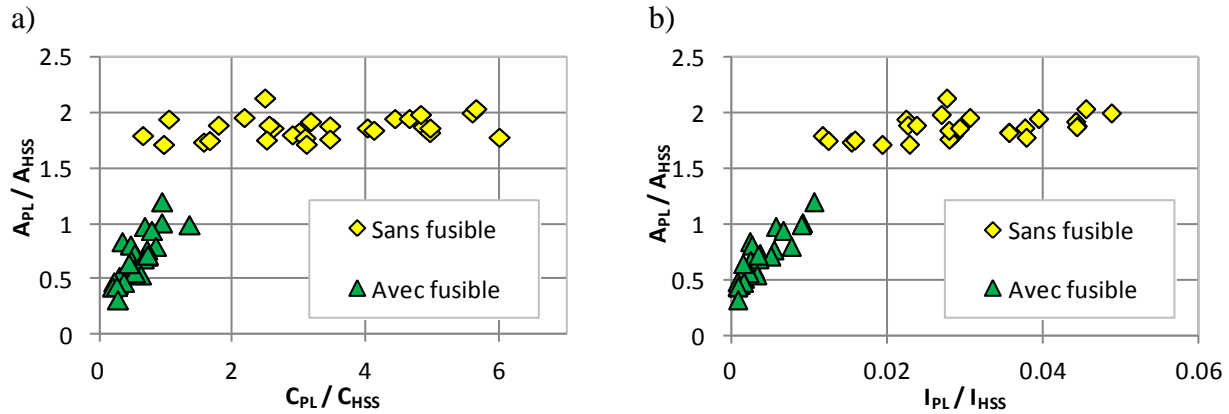 a)
2.5
2
1.5
1
0.5
0
A_PL / A_HSS
0 2 4 6
C_PL / C_HSS
Sans fusible
Avec fusible
b)
2.5
2
1.5
1
0.5
0
A_PL / A_HSS
0 0.02 0.04 0.06
I_PL / I_HSS
Sans fusible
Avec fusible